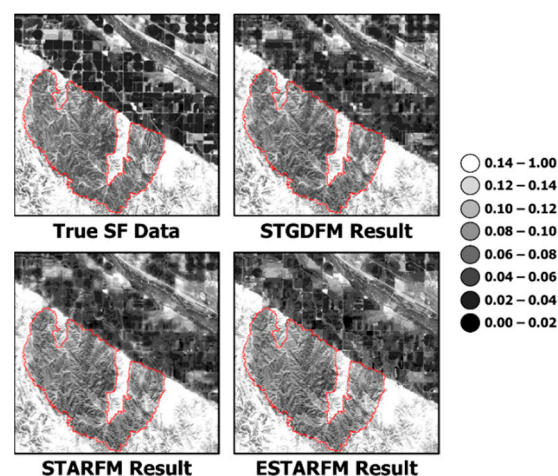 True SF Data
STGDFM Result
0.14 – 1.00
0.12 – 0.14
0.10 – 0.12
0.08 – 0.10
0.06 – 0.08
0.04 – 0.06
0.02 – 0.04
0.00 – 0.02
STARFM Result
ESTARFM Result